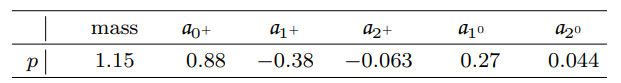 mass a₀⁺ a₁⁺ a₂⁺ a₁⁰ a₂⁰
p 1.15 0.88 −0.38 −0.063 0.27 0.044